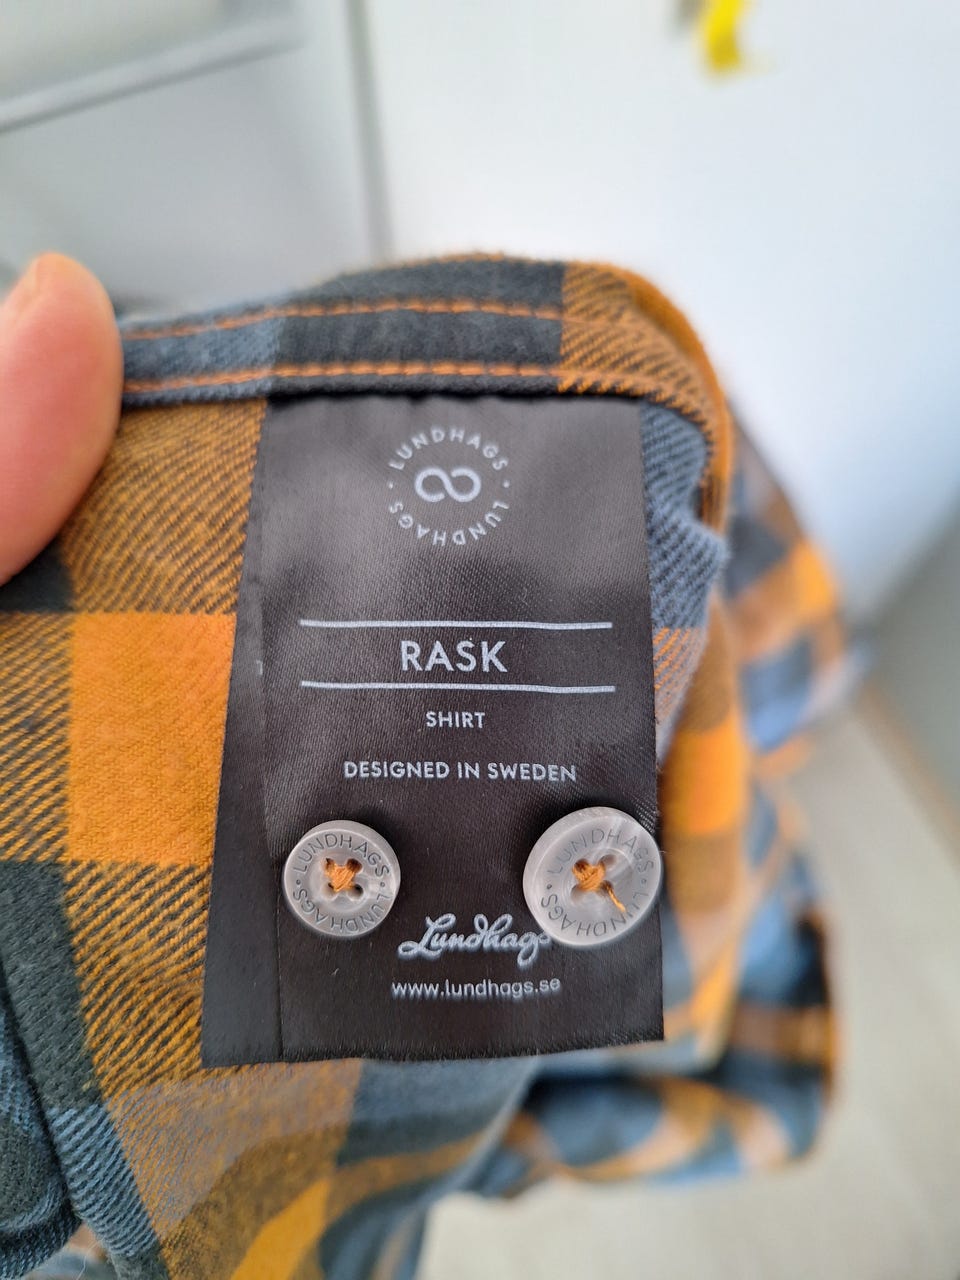 LUNDHAGS · LUNDHAGS ·
RASK
SHIRT
DESIGNED IN SWEDEN
LUNDHAGS · LUNDHAGS ·
LUNDHAGS · LUNDHAGS ·
Lundhags
www.lundhags.se